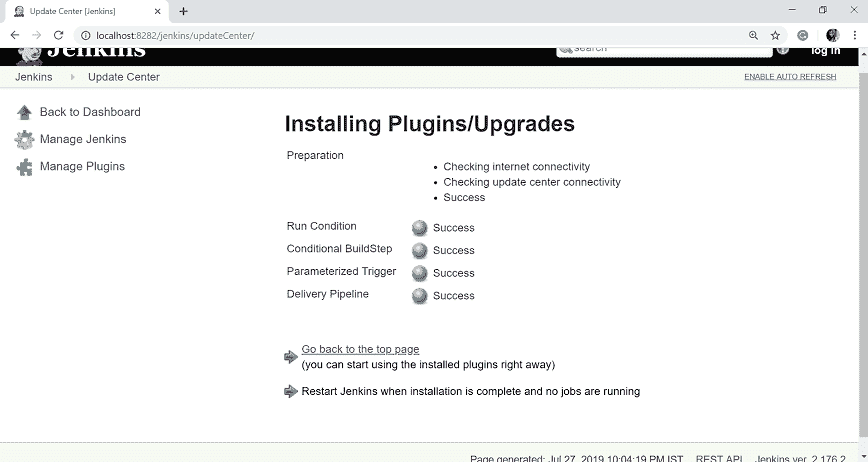 Update Center [Jenkins]
localhost:8282/jenkins/updateCenter/
Jenkins
search
log in
Jenkins
Update Center
ENABLE AUTO REFRESH
Back to Dashboard
Manage Jenkins
Manage Plugins
Installing Plugins/Upgrades
Preparation
Checking internet connectivity
Checking update center connectivity
Success
Run Condition Success
Conditional BuildStep Success
Parameterized Trigger Success
Delivery Pipeline Success
Go back to the top page
(you can start using the installed plugins right away)
Restart Jenkins when installation is complete and no jobs are running
Page generated: Jul 27, 2019 10:04:19 PM IST REST API Jenkins ver. 2.176.2